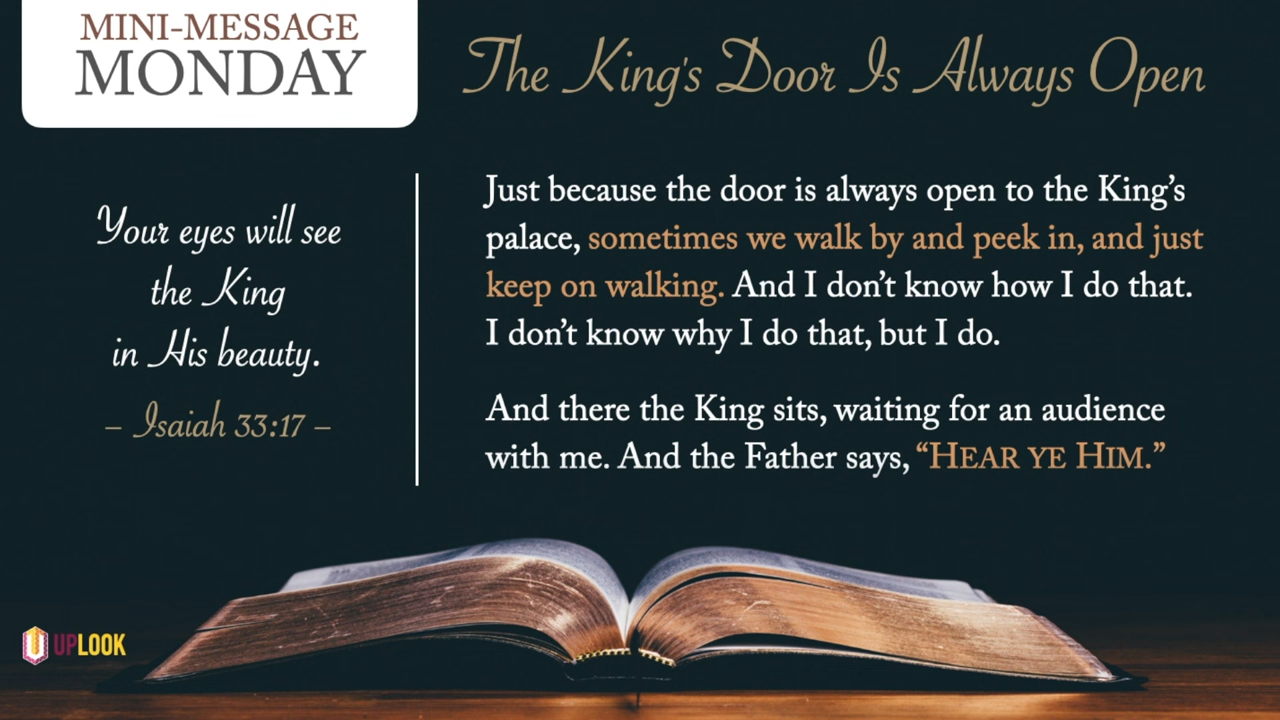 MINI-MESSAGE
MONDAY
The King's Door Is Always Open
Your eyes will see
the King
in His beauty.
– Isaiah 33:17 –
Just because the door is always open to the King’s
palace, sometimes we walk by and peek in, and just
keep on walking. And I don’t know how I do that.
I don’t know why I do that, but I do.
And there the King sits, waiting for an audience
with me. And the Father says, “HEAR YE HIM.”
UPLOOK